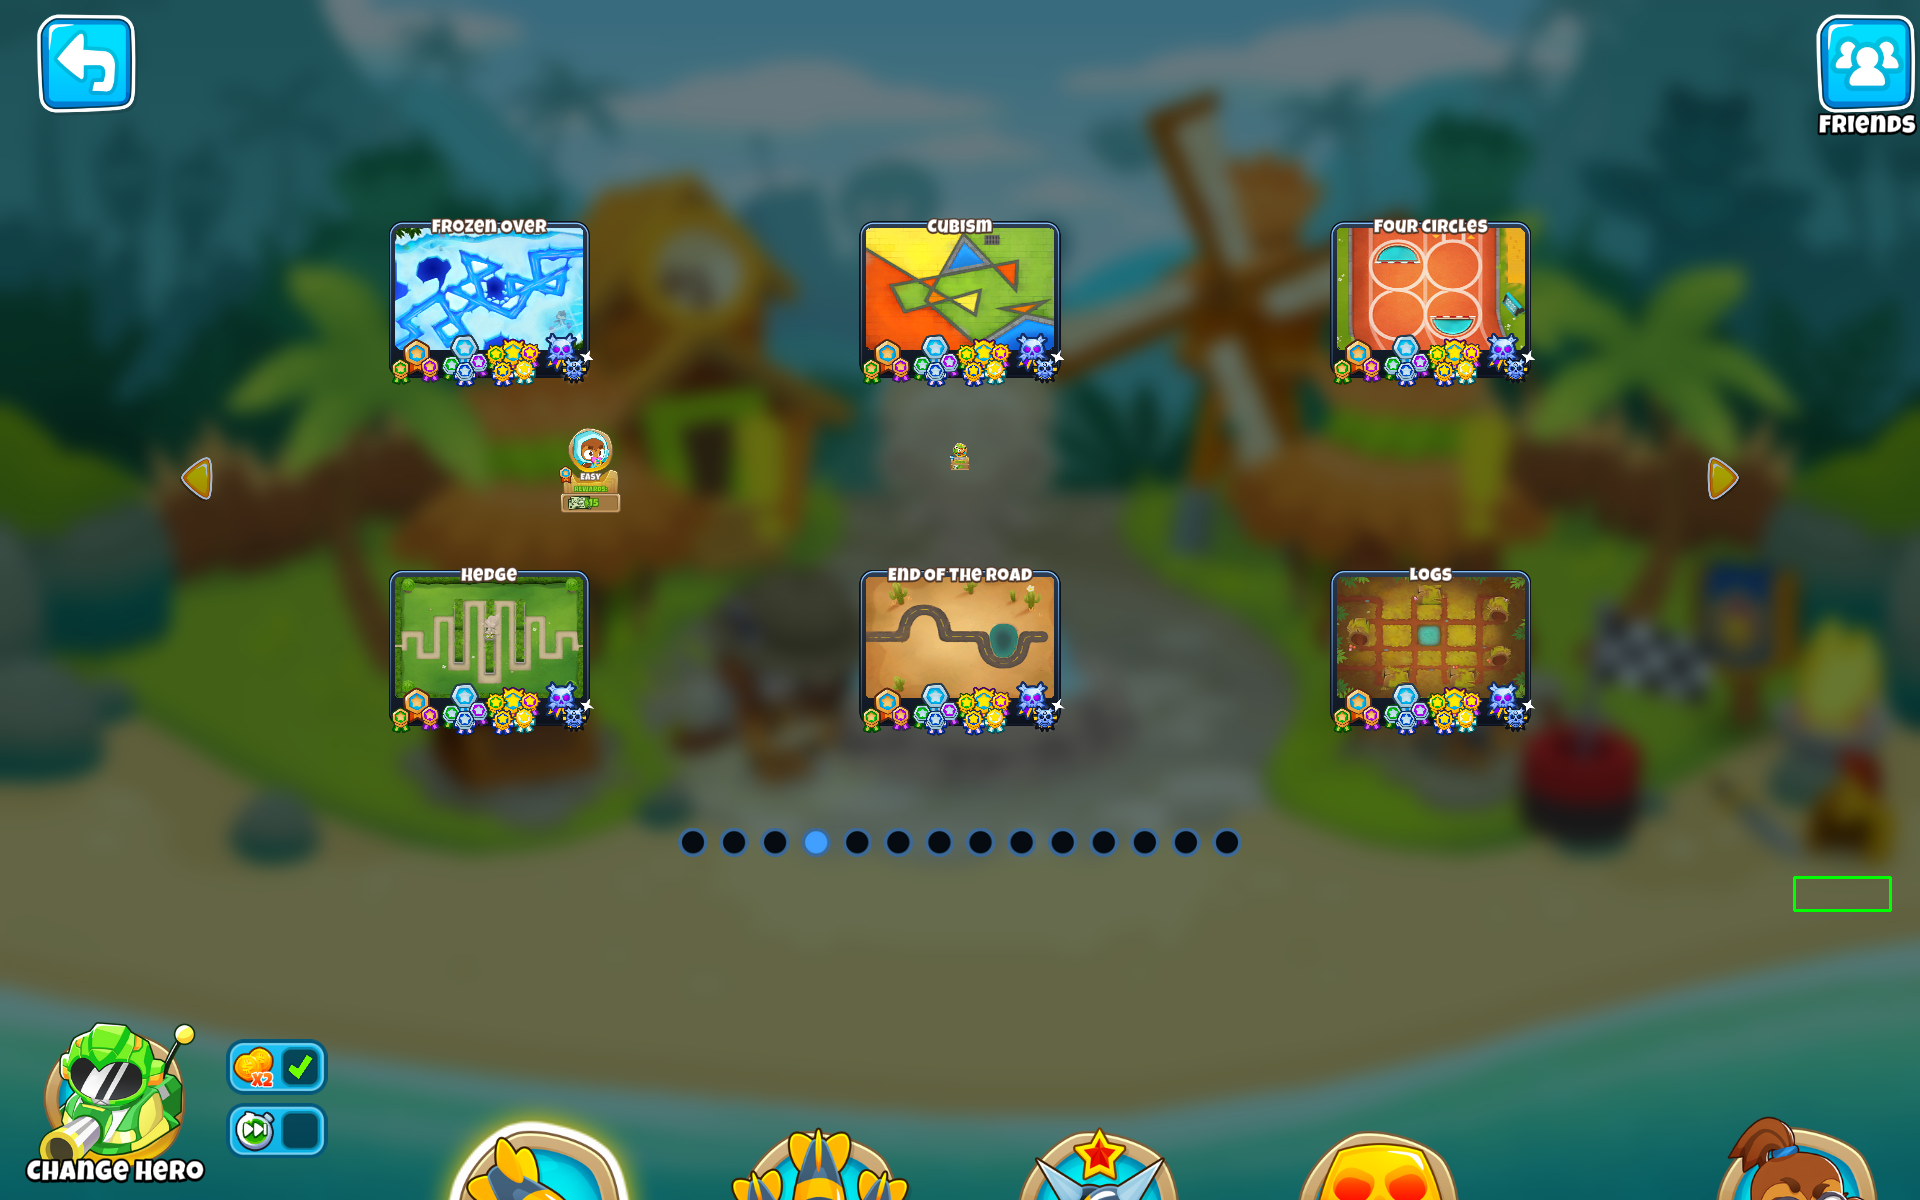 FRIENDS
FROZEN OVER
CUBISM
FOUR CIRCLES
EASY
REWARDS:
$15
HEDGE
END OF THE ROAD
LOGS
X2
CHANGE HERO